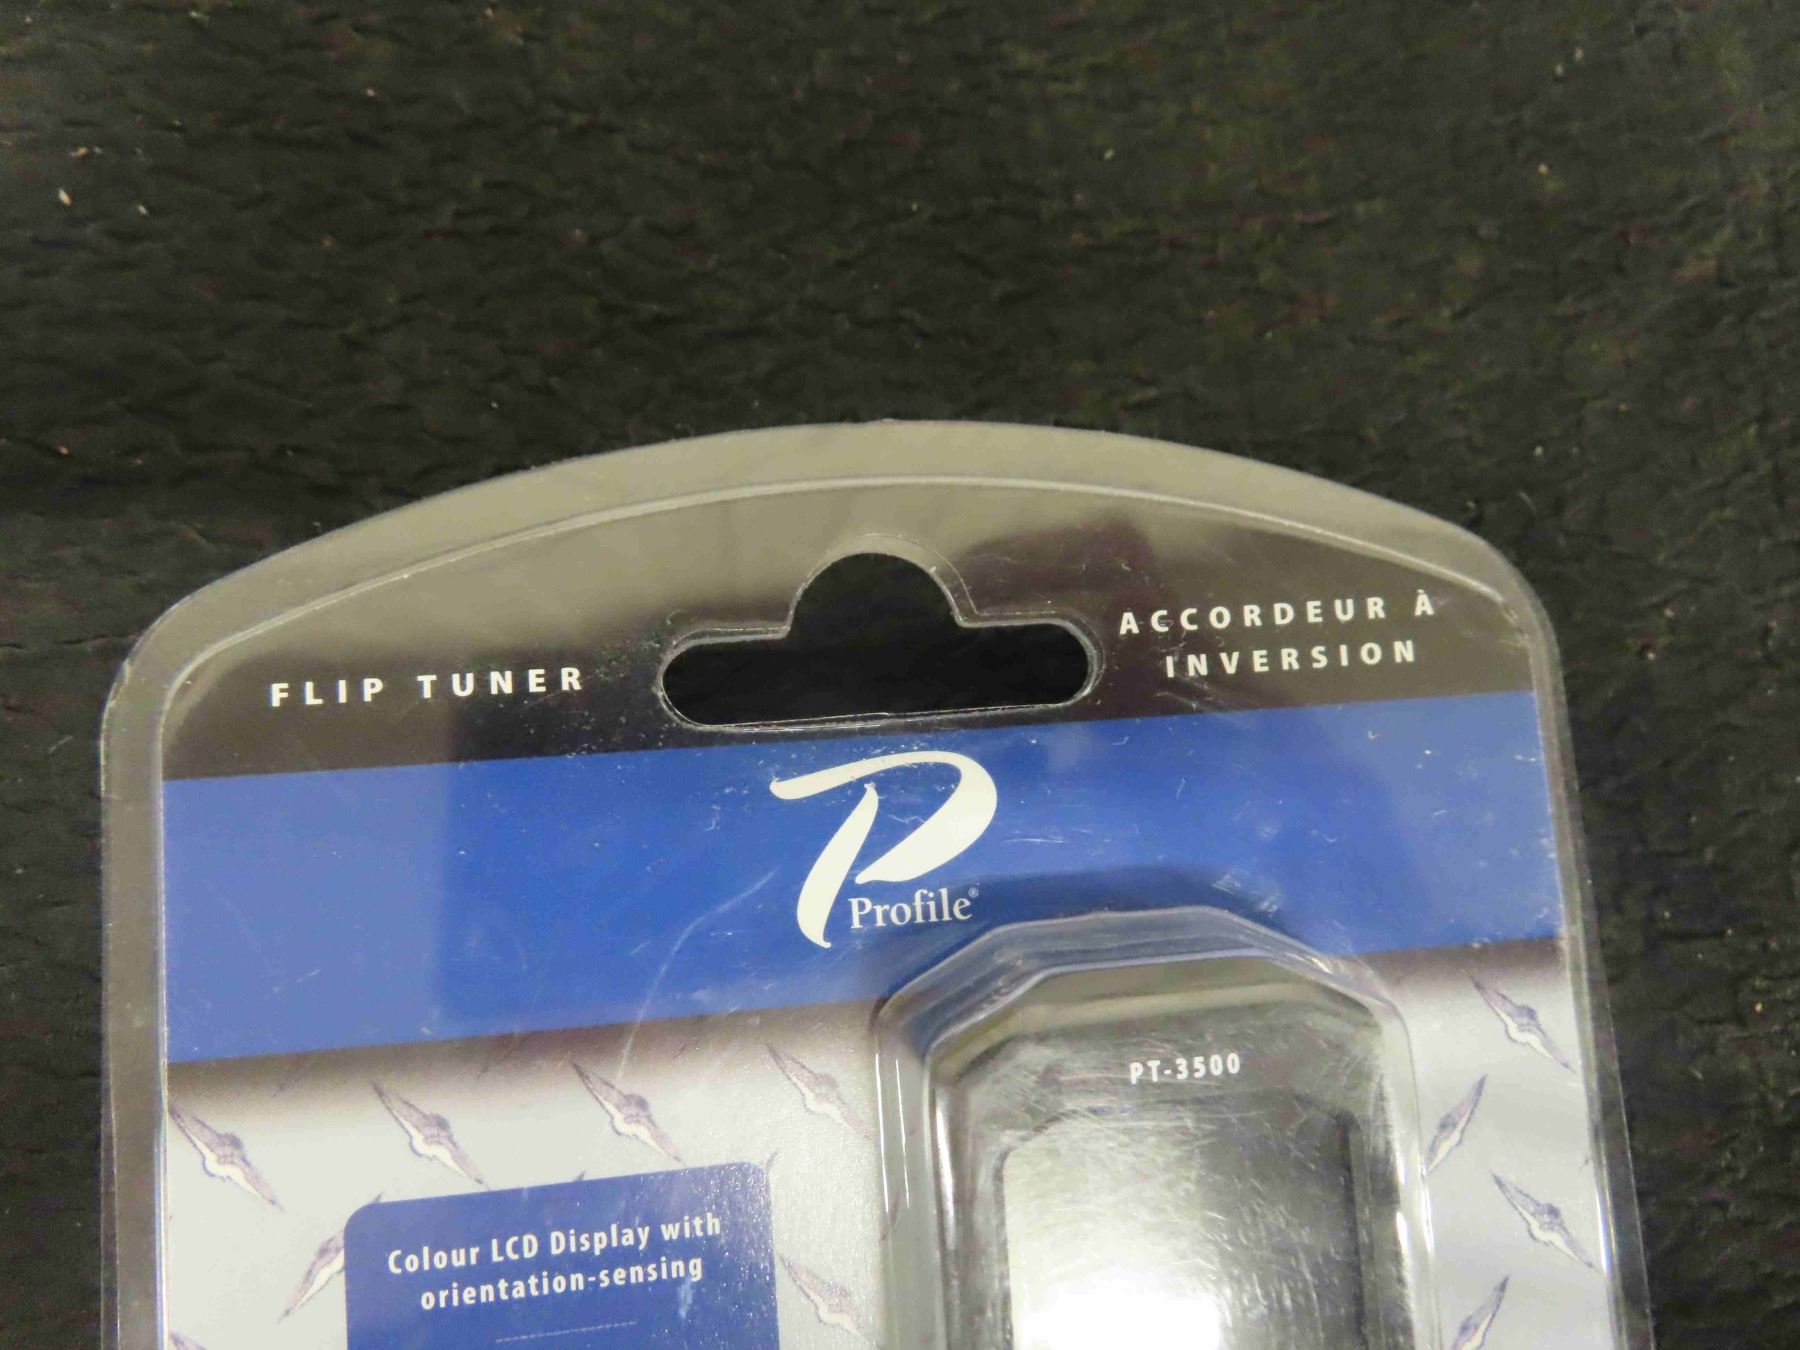 FLIP TUNER
ACCORDEUR À
INVERSION
P
Profile®
PT-3500
Colour LCD Display with
orientation-sensing